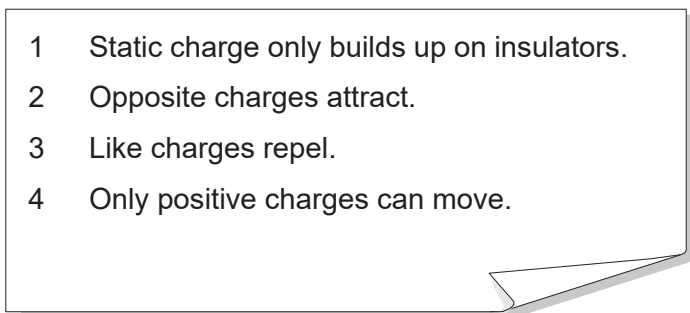 1 Static charge only builds up on insulators.
2 Opposite charges attract.
3 Like charges repel.
4 Only positive charges can move.